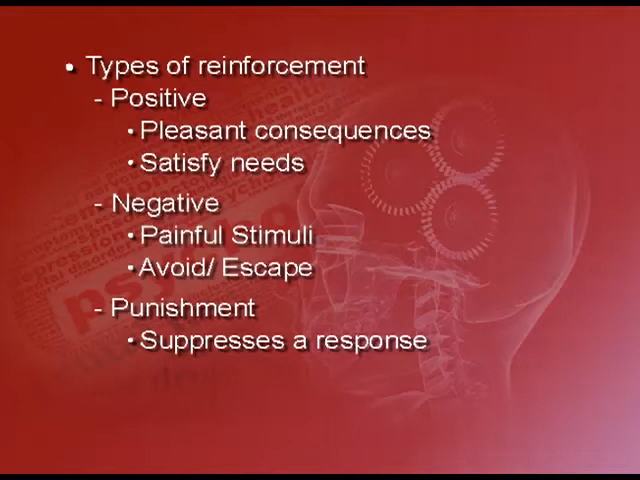 • Types of reinforcement
- Positive
• Pleasant consequences
• Satisfy needs
- Negative
• Painful Stimuli
• Avoid/ Escape
- Punishment
• Suppresses a response